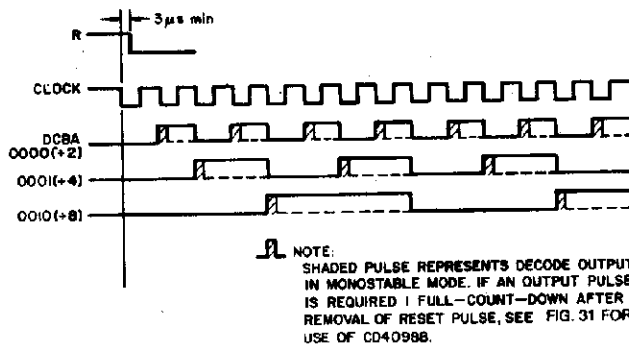 3µs min
R
CLOCK
DCBA
0000(÷2)
0001(÷4)
0010(÷8)
NOTE:
SHADED PULSE REPRESENTS DECODE OUTPUT
IN MONOSTABLE MODE. IF AN OUTPUT PULSE
IS REQUIRED I FULL-COUNT-DOWN AFTER
REMOVAL OF RESET PULSE, SEE FIG. 31 FOR
USE OF CD4098B.